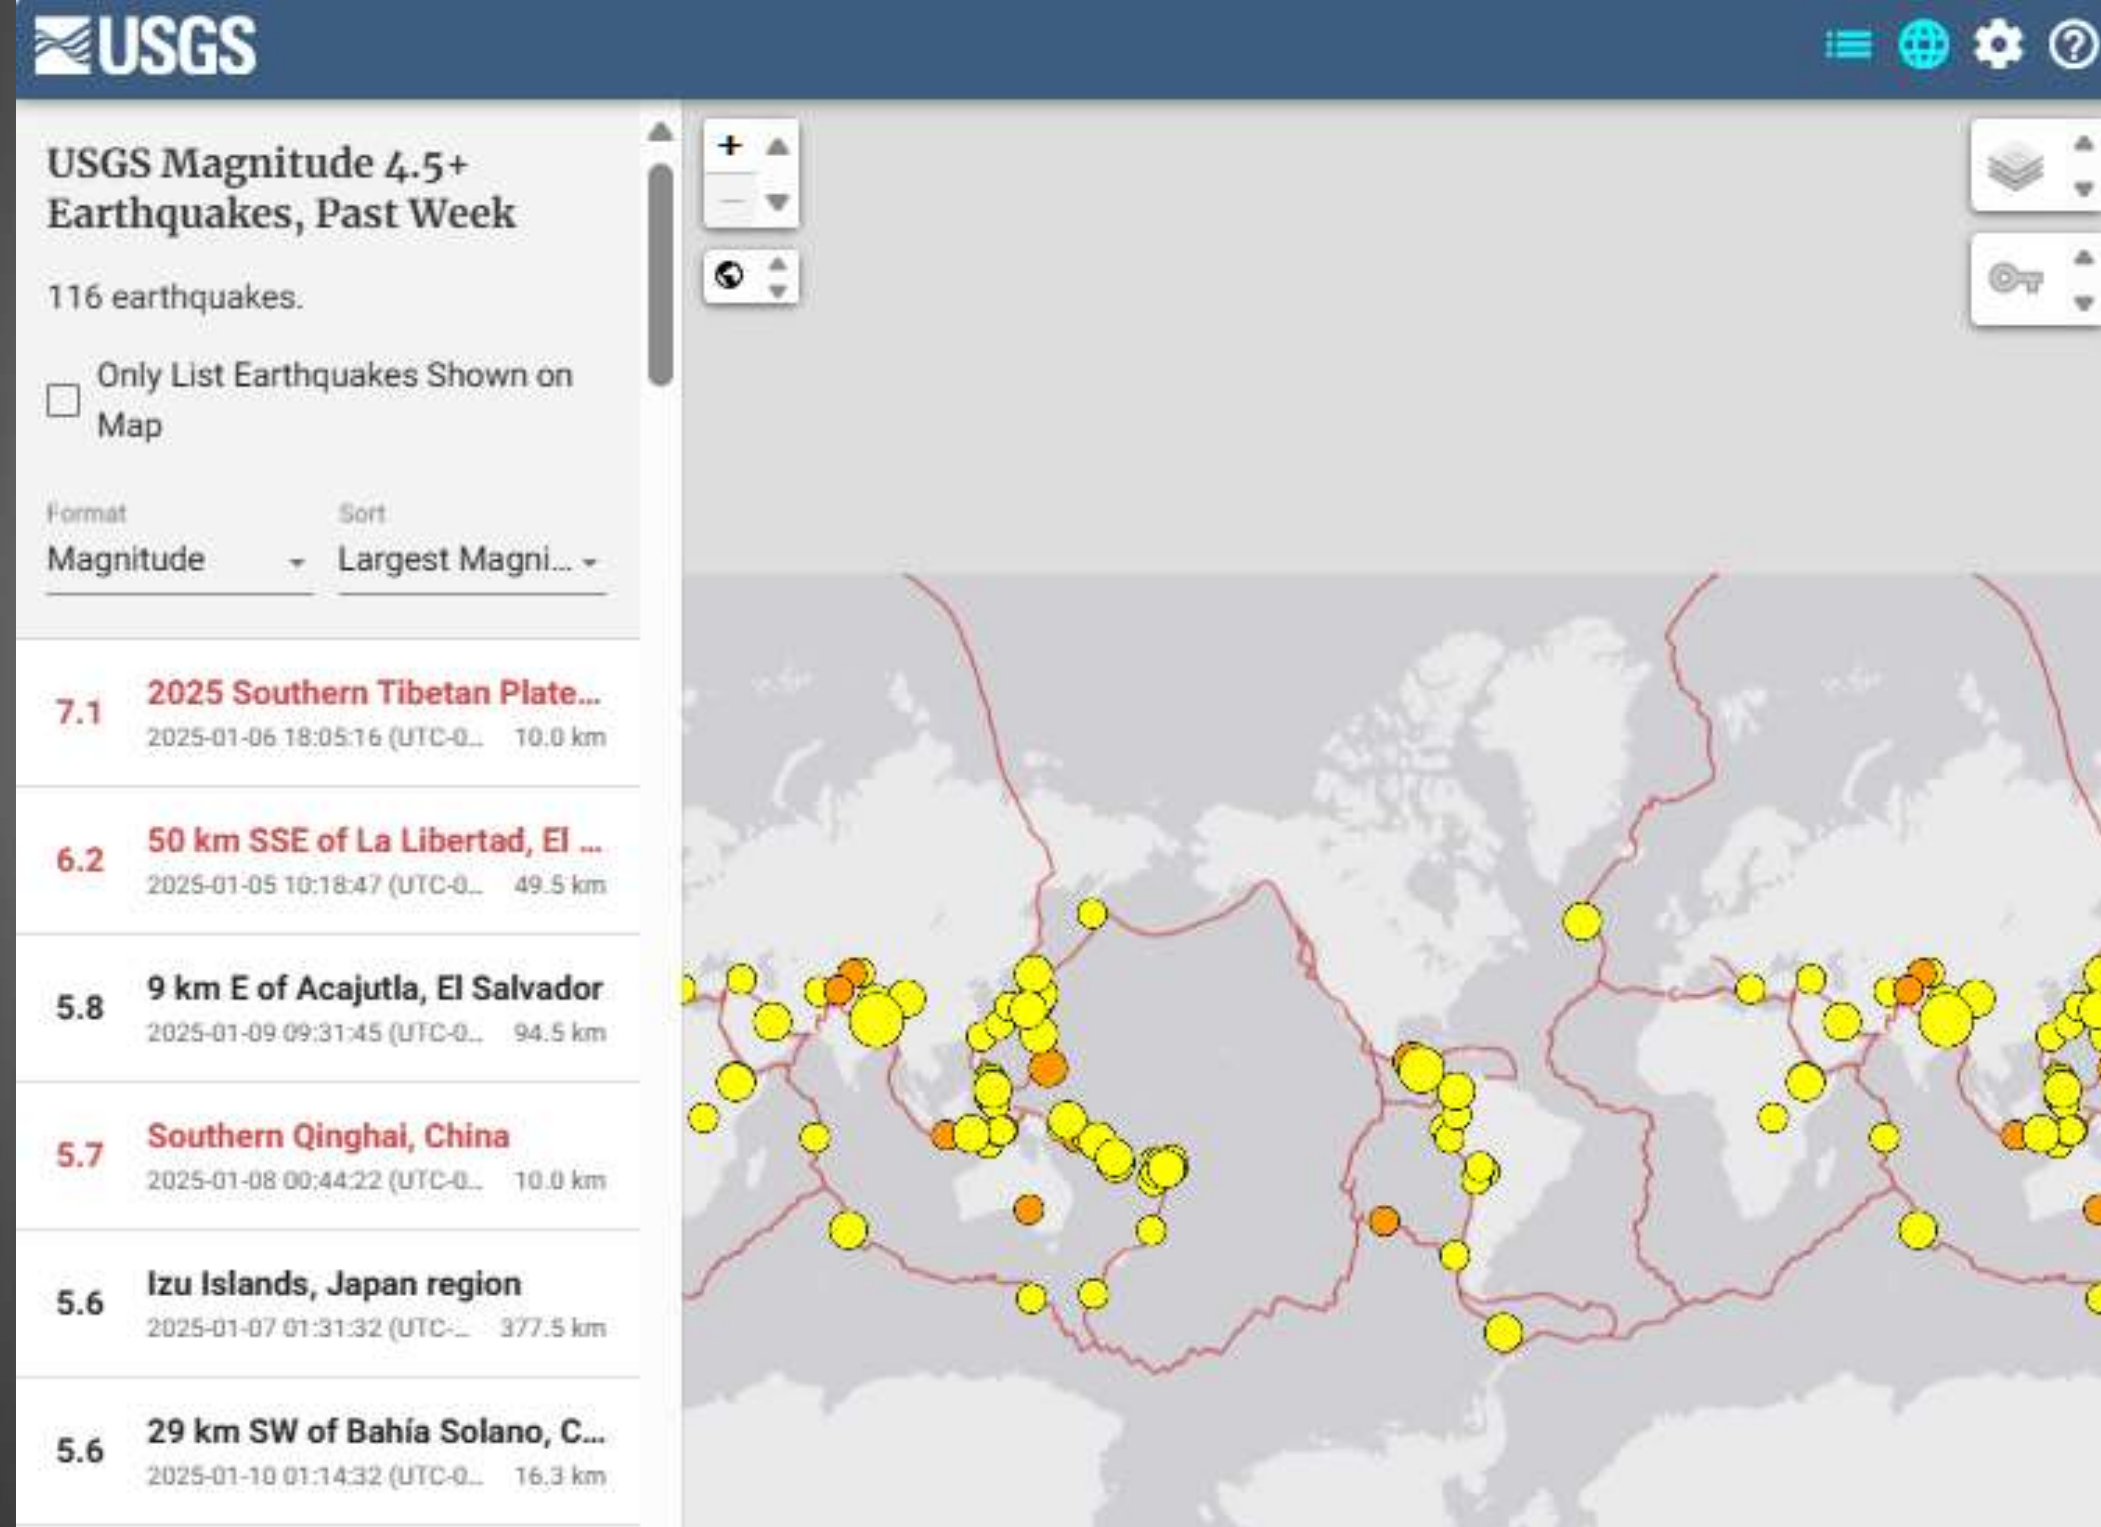 USGS
USGS Magnitude 4.5+
Earthquakes, Past Week
116 earthquakes.
Only List Earthquakes Shown on
Map
Format
Sort
Magnitude
Largest Magni...
7.1
2025 Southern Tibetan Plate...
2025-01-06 18:05:16 (UTC-0...
10.0 km
6.2
50 km SSE of La Libertad, El ...
2025-01-05 10:18:47 (UTC-0...
49.5 km
5.8
9 km E of Acajutla, El Salvador
2025-01-09 09:31:45 (UTC-0...
94.5 km
5.7
Southern Qinghai, China
2025-01-08 00:44:22 (UTC-0...
10.0 km
5.6
Izu Islands, Japan region
2025-01-07 01:31:32 (UTC-...
377.5 km
5.6
29 km SW of Bahía Solano, C...
2025-01-10 01:14:32 (UTC-0...
16.3 km